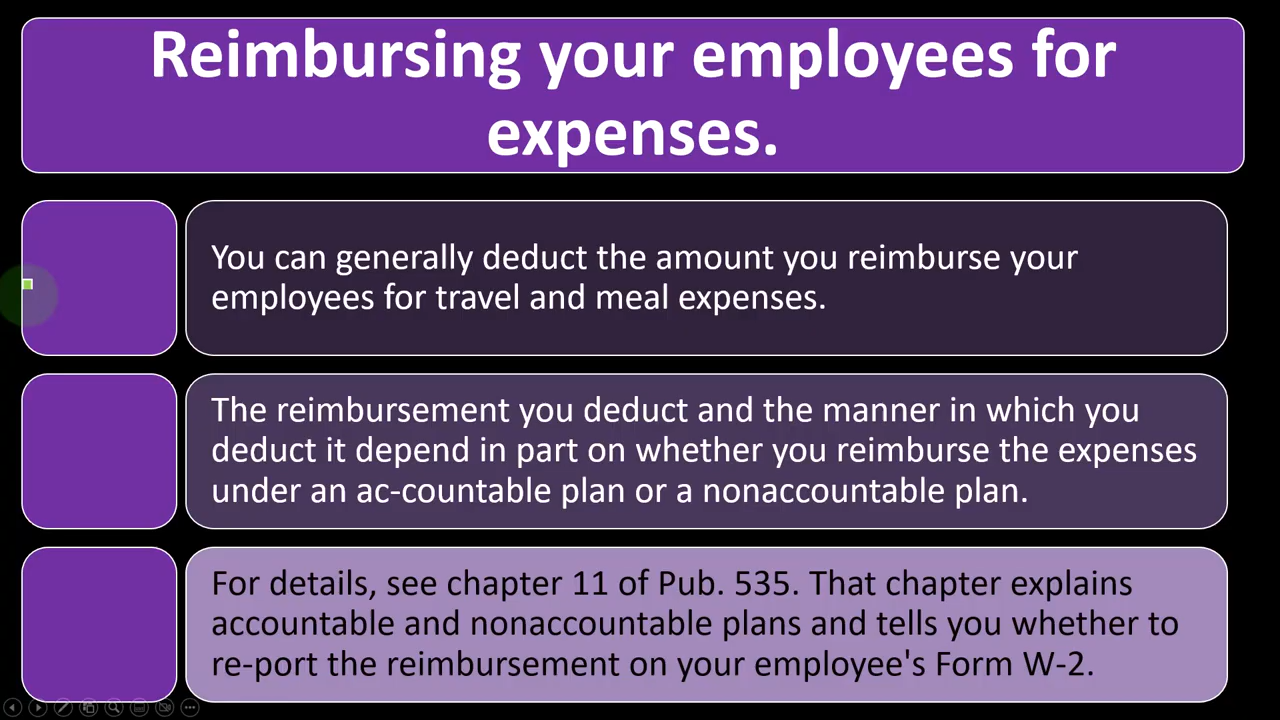 Reimbursing your employees for
expenses.
You can generally deduct the amount you reimburse your
employees for travel and meal expenses.
The reimbursement you deduct and the manner in which you
deduct it depend in part on whether you reimburse the expenses
under an ac-countable plan or a nonaccountable plan.
For details, see chapter 11 of Pub. 535. That chapter explains
accountable and nonaccountable plans and tells you whether to
re-port the reimbursement on your employee's Form W-2.